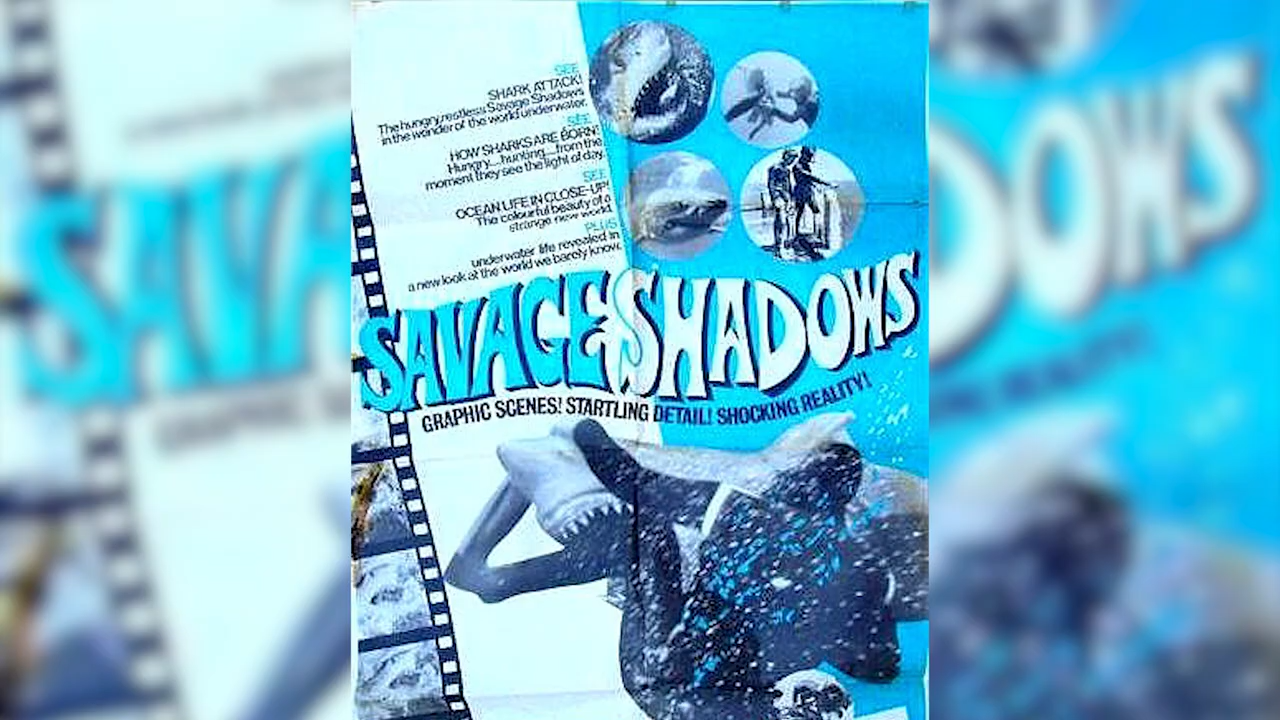 SEE
SHARK ATTACK!
The hungry, restless Savage Shadows
in the wonder of the world underwater.
SEE
HOW SHARKS ARE BORN!
Hungry....hunting....from the
moment they see the light of day.
SEE
OCEAN LIFE IN CLOSE-UP!
The colourful beauty of a
strange new world.
PLUS
underwater life revealed in
a new look at the world we barely know.
SAVAGE SHADOWS
GRAPHIC SCENES! STARTLING DETAIL! SHOCKING REALITY!